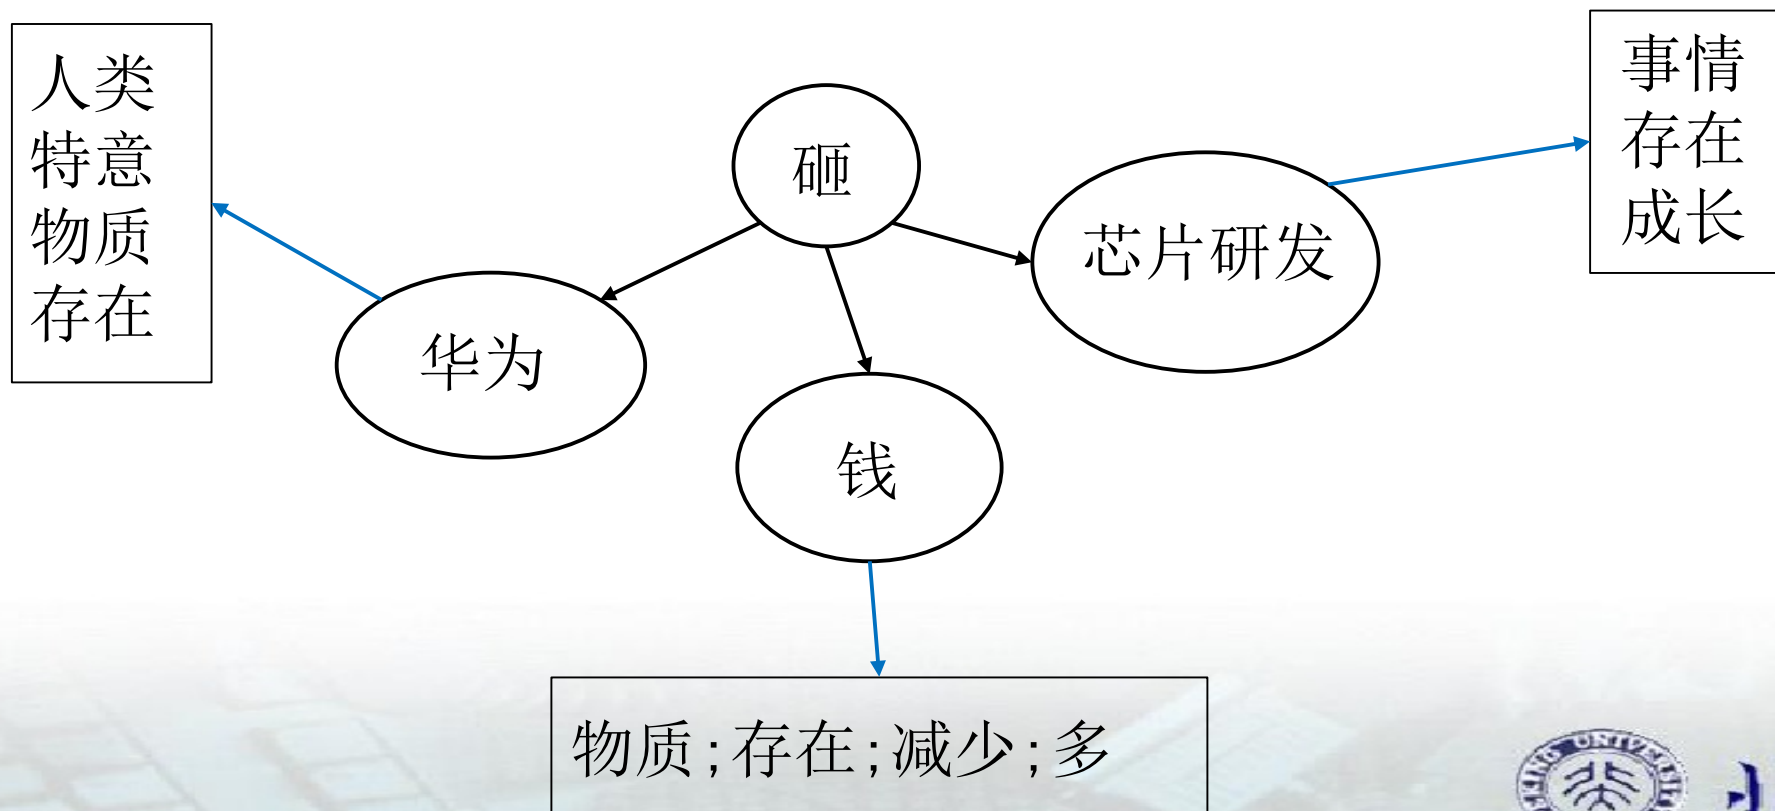 人类
特意
物质
存在
砸
事情
存在
成长
芯片研发
华为
钱
物质;存在;减少;多